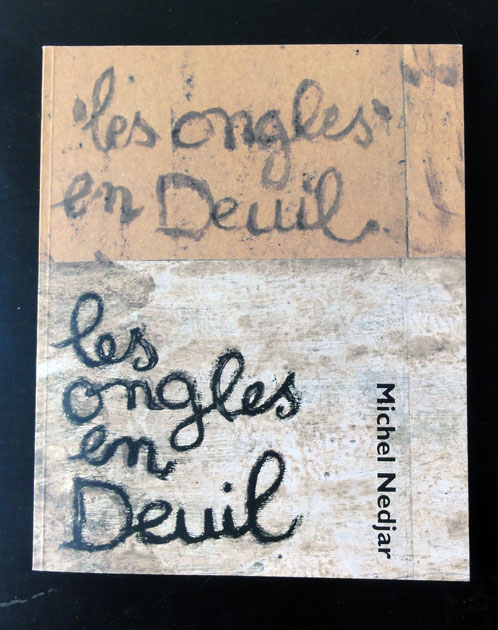 les ongles
en Deuil
les
ongles
en
Deuil
Michel Nedjar